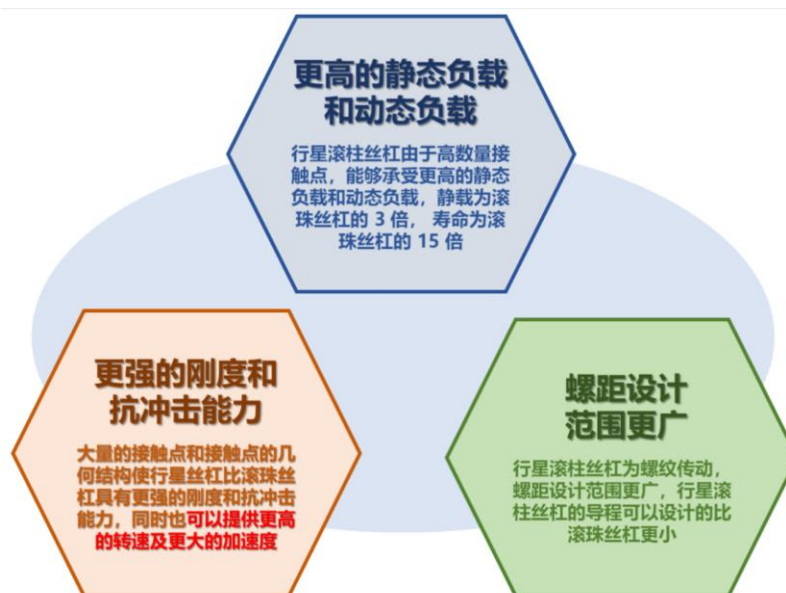 更高的静态负载
和动态负载
行星滚柱丝杠由于高数量接
触点，能够承受更高的静态
负载和动态负载，静载为滚
珠丝杠的 3 倍， 寿命为滚
珠丝杠的 15 倍
更强的刚度和
抗冲击能力
大量的接触点和接触点的几
何结构使行星丝杠比滚珠丝
杠具有更强的刚度和抗冲击
能力，同时也可以提供更高
的转速及更大的加速度
螺距设计
范围更广
行星滚柱丝杠为螺纹传动，
螺距设计范围更广，行星滚
柱丝杠的导程可以设计的比
滚珠丝杠更小